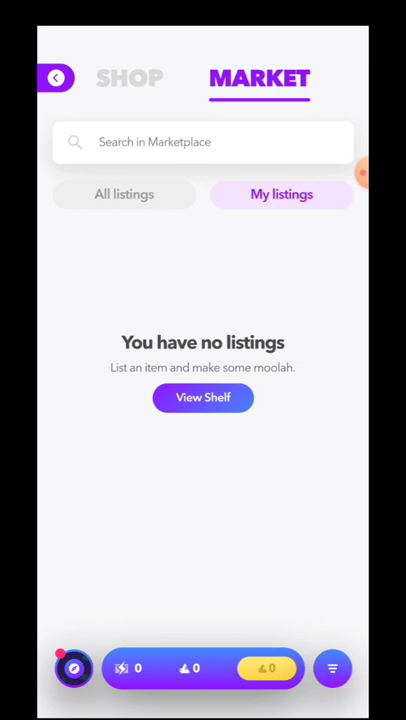 SHOP MARKET
Search in Marketplace
All listings My listings
You have no listings
List an item and make some moolah.
View Shelf
0 0 0